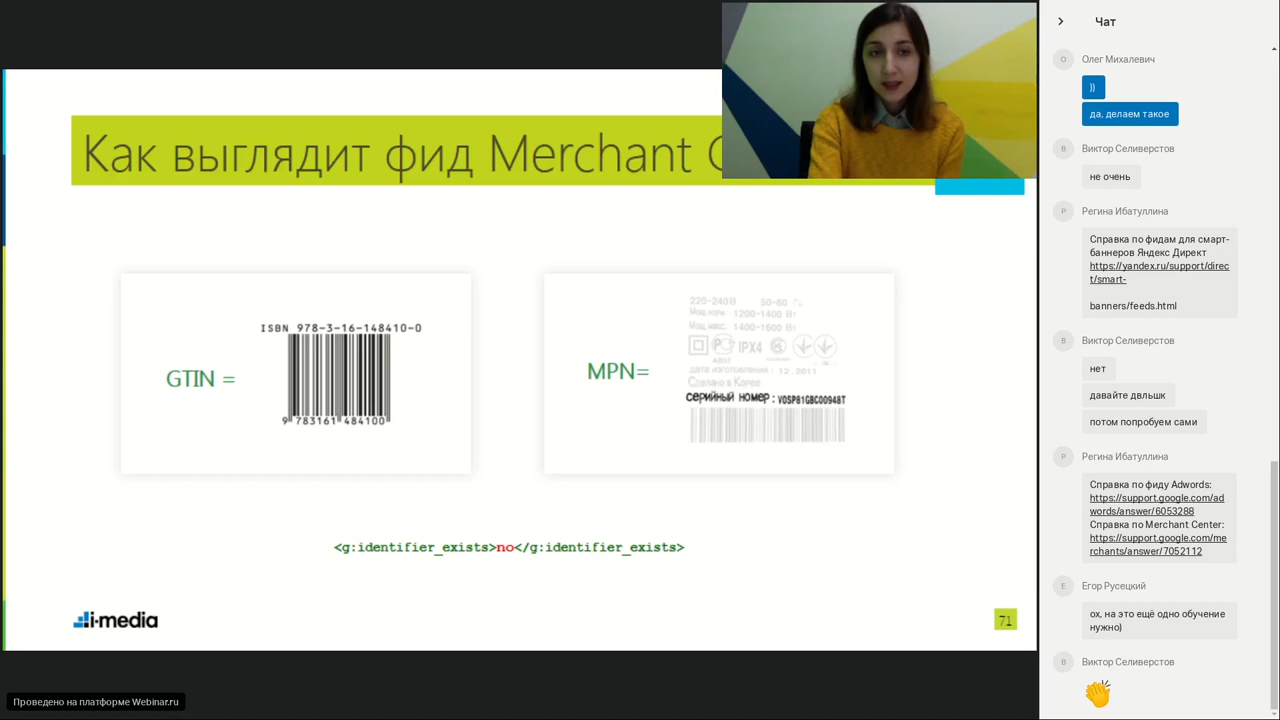 Как выглядит фид Merchant
GTIN =
ISBN 978-3-16-148410-0
9 783161 484100
MPN=
220-240В 50-60 Гц
Мощ.норм 1200-1400 Вт
Мощ.макс. 1400-1600 Вт
IPX4
дата изготовления : 12.2011
Сделано в Корее
серийный номер : V0SP81GBC00948T
<g:identifier_exists>no</g:identifier_exists>
i-media
71
Проведено на платформе Webinar.ru
Чат
О Олег Михалевич
))
да, делаем такое
В Виктор Селиверстов
не очень
Р Регина Ибатуллина
Справка по фидам для смарт-
баннеров Яндекс Директ
https://yandex.ru/support/direc
t/smart-
banners/feeds.html
В Виктор Селиверстов
нет
давайте двльшк
потом попробуем сами
Р Регина Ибатуллина
Справка по фиду Adwords:
https://support.google.com/ad
words/answer/6053288
Справка по Merchant Center:
https://support.google.com/me
rchants/answer/7052112
Е Егор Русецкий
ох, на это ещё одно обучение
нужно)
В Виктор Селиверстов